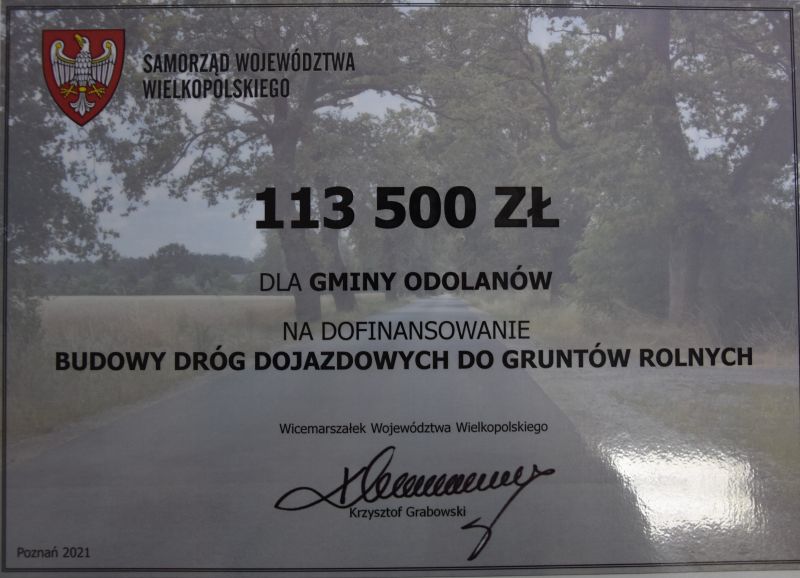 SAMORZĄD WOJEWÓDZTWA
WIELKOPOLSKIEGO
113 500 ZŁ
DLA GMINY ODOLANÓW
NA DOFINANSOWANIE
BUDOWY DRÓG DOJAZDOWYCH DO GRUNTÓW ROLNYCH
Wicemarszałek Województwa Wielkopolskiego
Krzysztof Grabowski
Poznań 2021